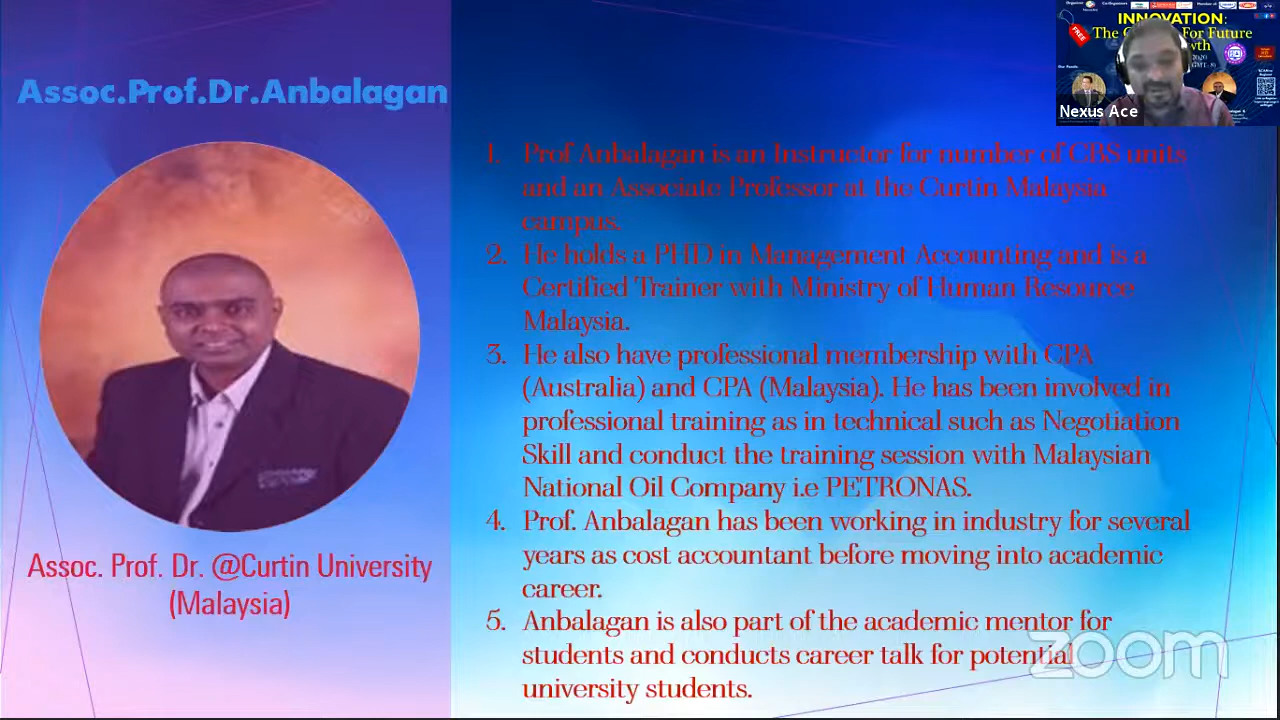 Assoc.Prof.Dr.Anbalagan
Assoc. Prof. Dr. @Curtin University
(Malaysia)
1. Prof Anbalagan is an Instructor for number of CBS units
and an Associate Professor at the Curtin Malaysia
campus.
2. He holds a PHD in Management Accounting and is a
Certified Trainer with Ministry of Human Resource
Malaysia.
3. He also have professional membership with CPA
(Australia) and CPA (Malaysia). He has been involved in
professional training as in technical such as Negotiation
Skill and conduct the training session with Malaysian
National Oil Company i.e PETRONAS.
4. Prof. Anbalagan has been working in industry for several
years as cost accountant before moving into academic
career.
5. Anbalagan is also part of the academic mentor for
students and conducts career talk for potential
university students.
INNOVATION:
The For Future
FREE
Nexus Ace
zoom